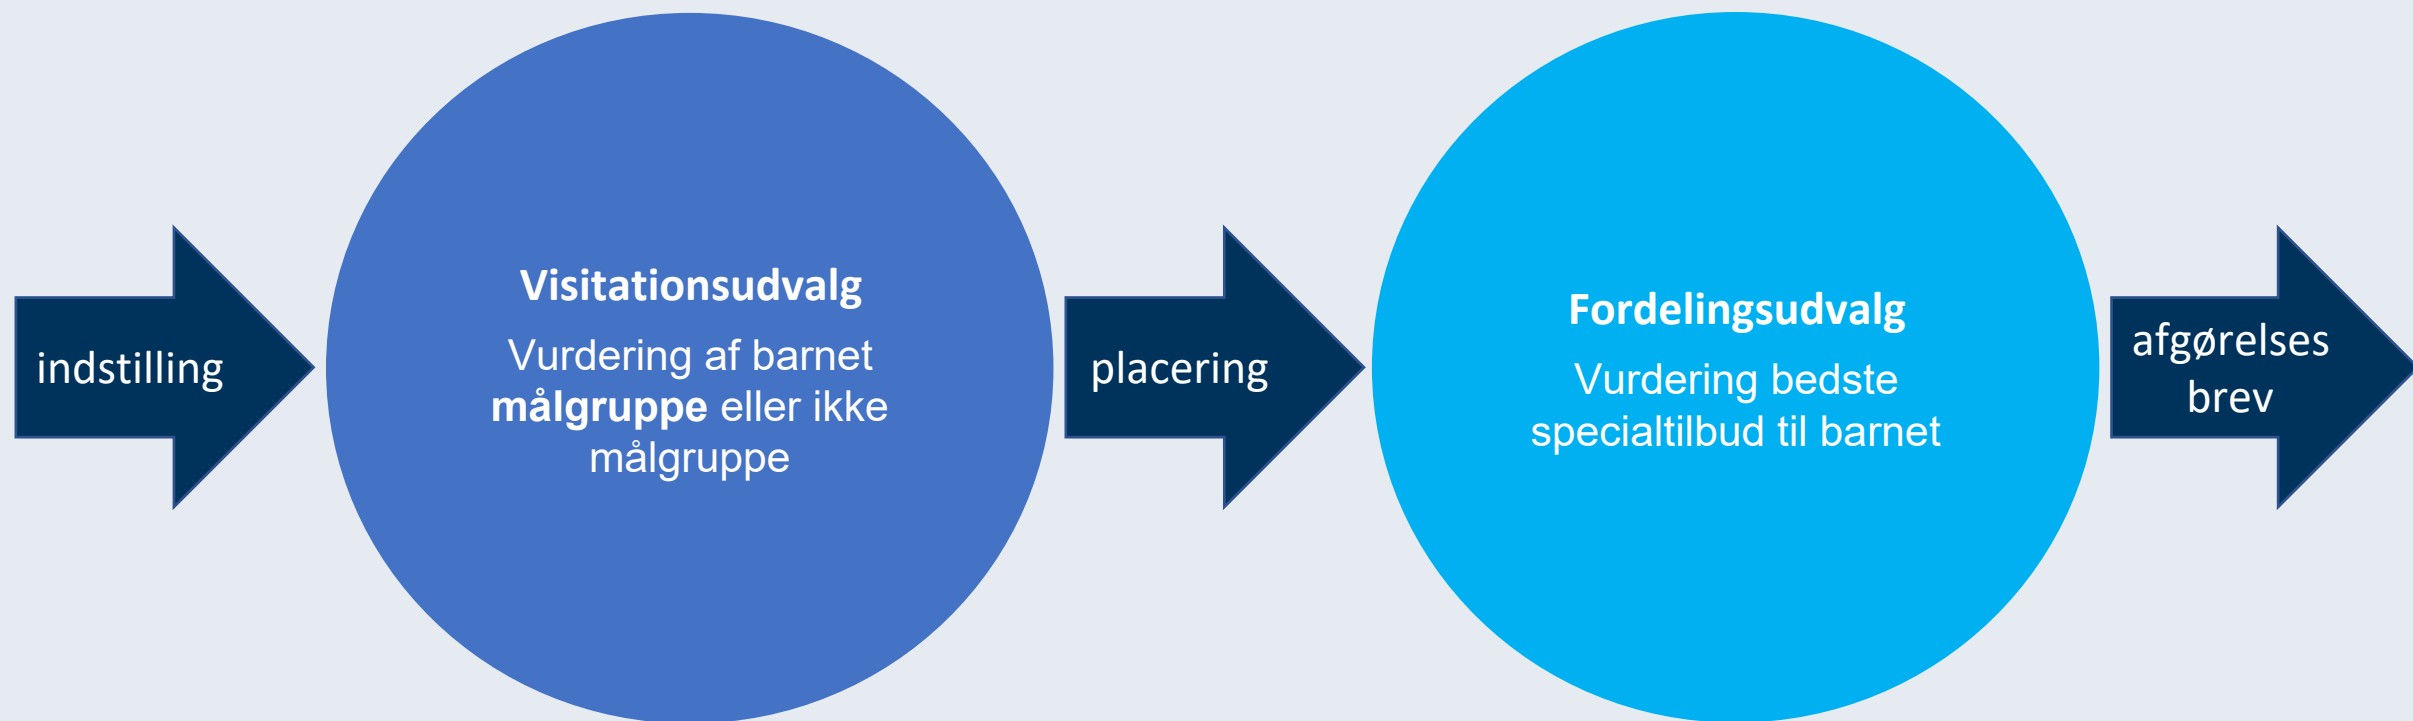 indstilling
Visitationsudvalg
Vurdering af barnet
målgruppe eller ikke
målgruppe
placering
Fordelingsudvalg
Vurdering bedste
specialtilbud til barnet
afgørelses
brev